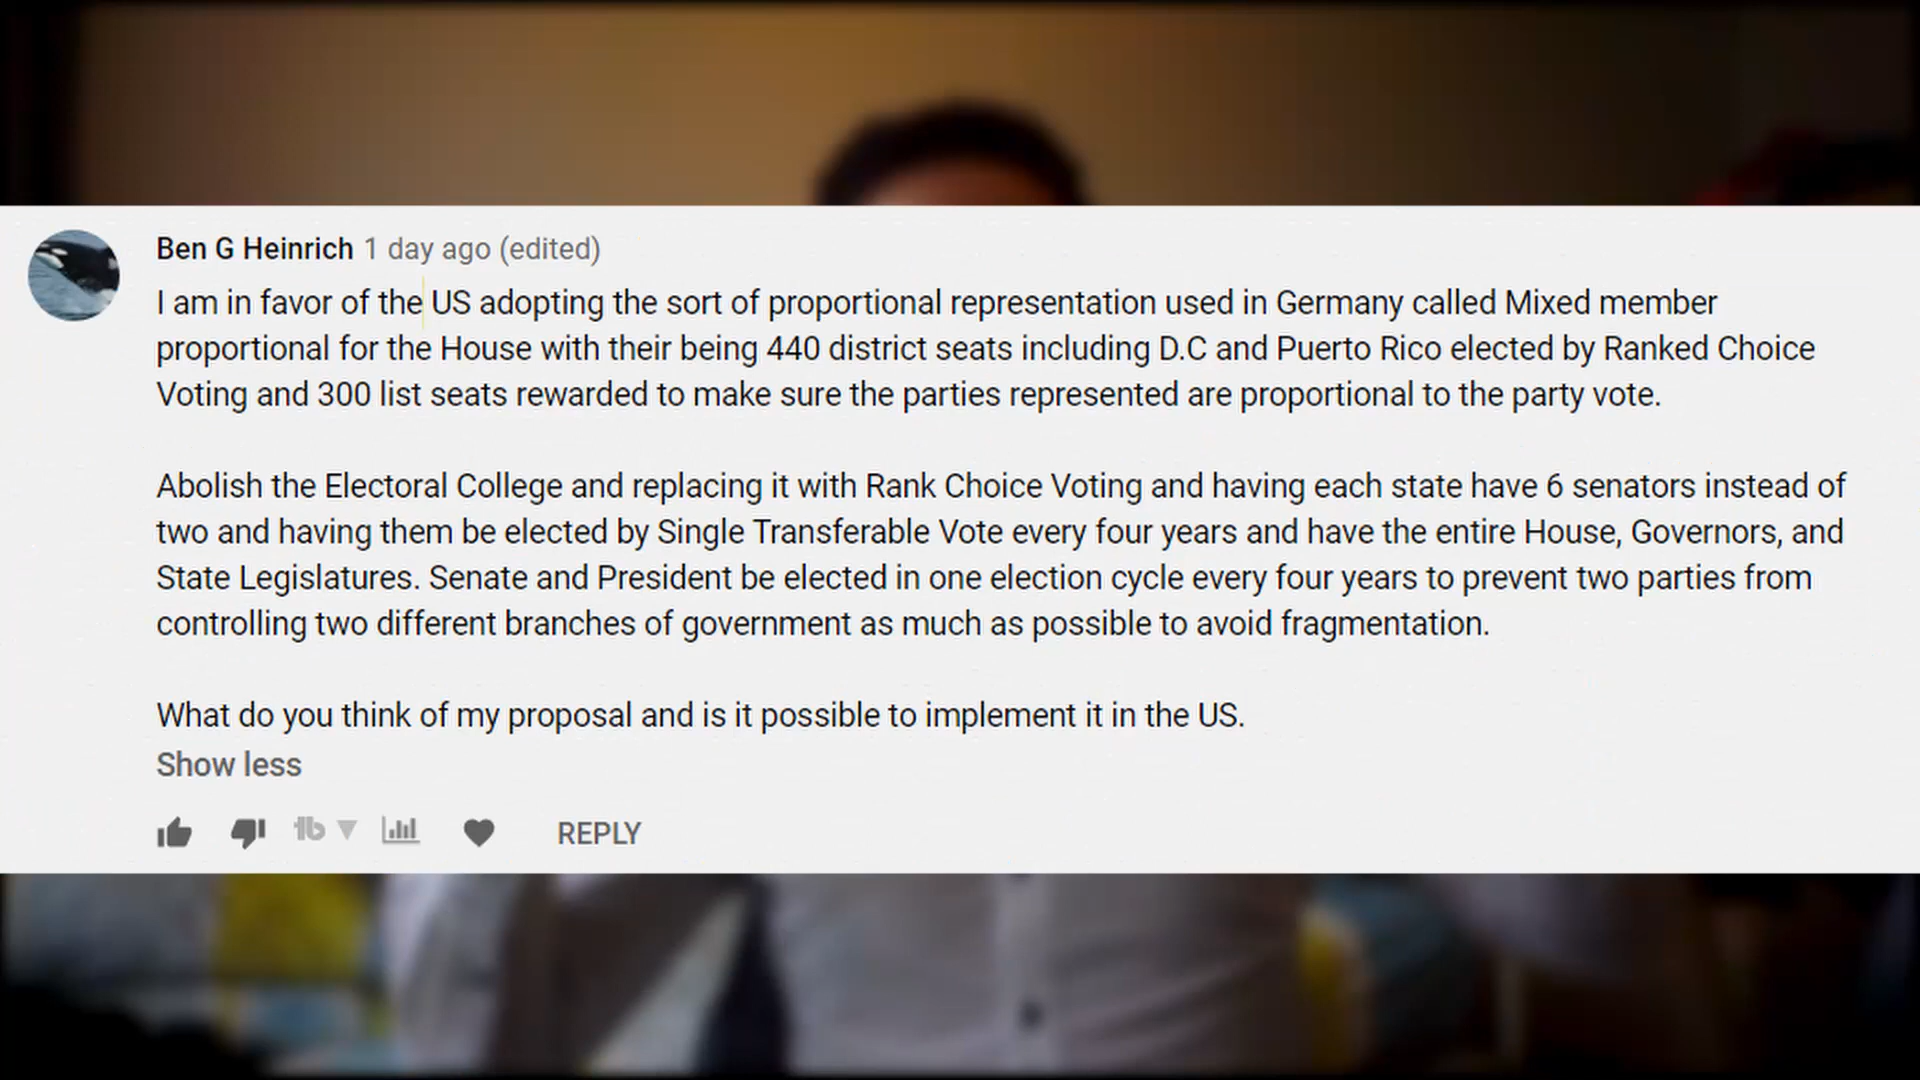 Ben G Heinrich 1 day ago (edited)
I am in favor of the US adopting the sort of proportional representation used in Germany called Mixed member
proportional for the House with their being 440 district seats including D.C and Puerto Rico elected by Ranked Choice
Voting and 300 list seats rewarded to make sure the parties represented are proportional to the party vote.
Abolish the Electoral College and replacing it with Rank Choice Voting and having each state have 6 senators instead of
two and having them be elected by Single Transferable Vote every four years and have the entire House, Governors, and
State Legislatures. Senate and President be elected in one election cycle every four years to prevent two parties from
controlling two different branches of government as much as possible to avoid fragmentation.
What do you think of my proposal and is it possible to implement it in the US.
Show less
tb REPLY